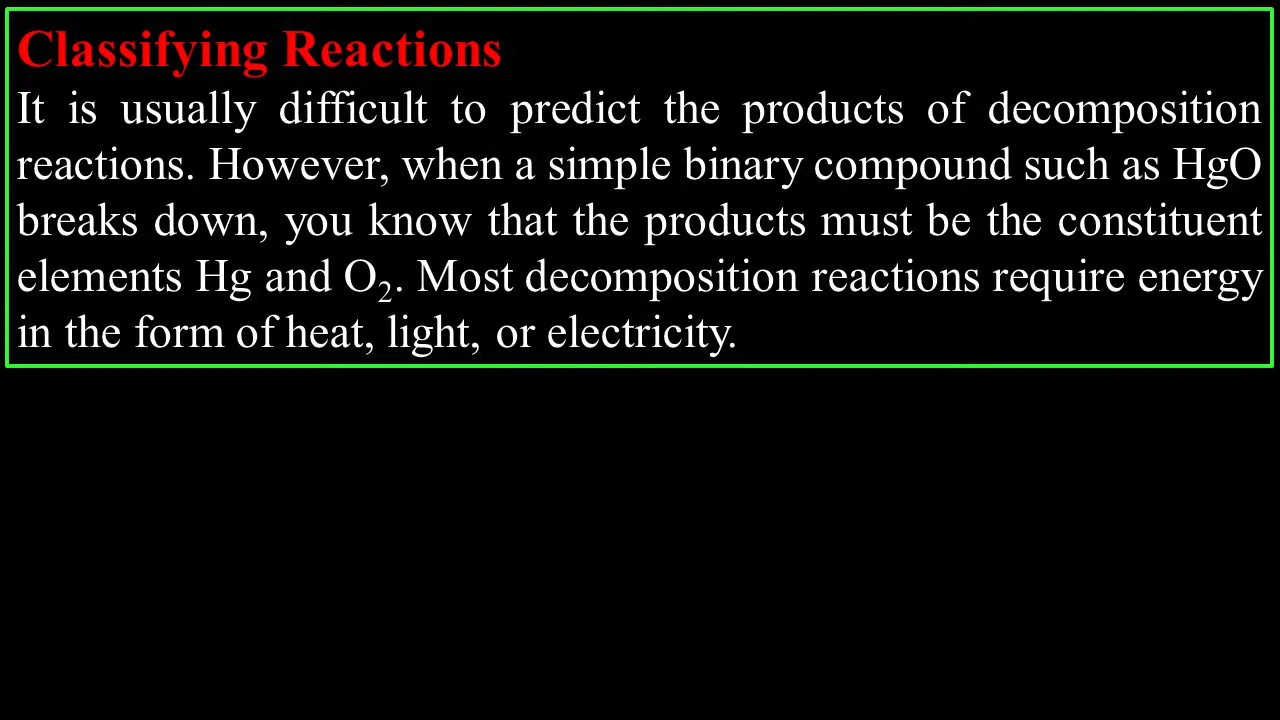 Classifying Reactions
It is usually difficult to predict the products of decomposition
reactions. However, when a simple binary compound such as HgO
breaks down, you know that the products must be the constituent
elements Hg and O₂. Most decomposition reactions require energy
in the form of heat, light, or electricity.